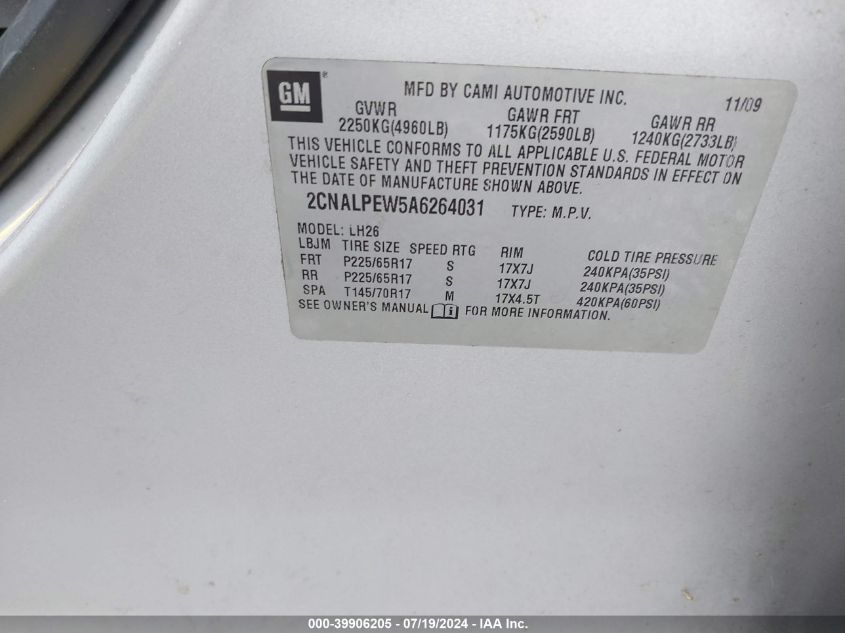 GM
MFD BY CAMI AUTOMOTIVE INC. 11/09
GVWR GAWR FRT GAWR RR
2250KG(4960LB) 1175KG(2590LB) 1240KG(2733LB)
THIS VEHICLE CONFORMS TO ALL APPLICABLE U.S. FEDERAL MOTOR
VEHICLE SAFETY AND THEFT PREVENTION STANDARDS IN EFFECT ON
THE DATE OF MANUFACTURE SHOWN ABOVE.
2CNALPEW5A6264031 TYPE: M.P.V.
MODEL: LH26
LBJM TIRE SIZE SPEED RTG RIM COLD TIRE PRESSURE
FRT P225/65R17 S 17X7J 240KPA(35PSI)
RR P225/65R17 S 17X7J 240KPA(35PSI)
SPA T145/70R17 M 17X4.5T 420KPA(60PSI)
SEE OWNER'S MANUAL i FOR MORE INFORMATION.
000-39906205 - 07/19/2024 - IAA Inc.